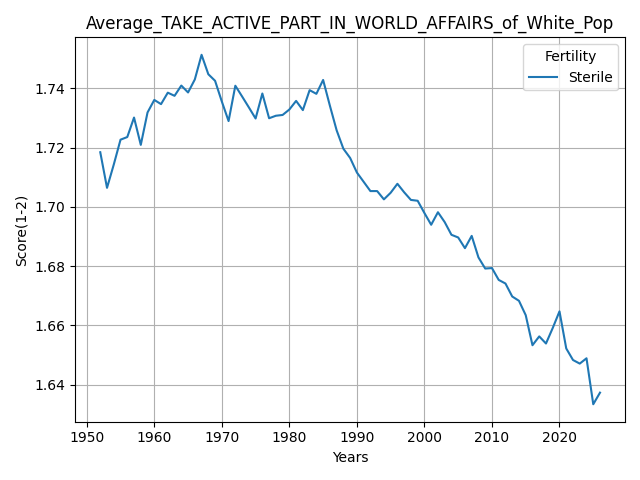 Average_TAKE_ACTIVE_PART_IN_WORLD_AFFAIRS_of_White_Pop
Fertility
Sterile
1.74
1.72
1.70
1.68
1.66
1.64
Score(1-2)
1950 1960 1970 1980 1990 2000 2010 2020
Years